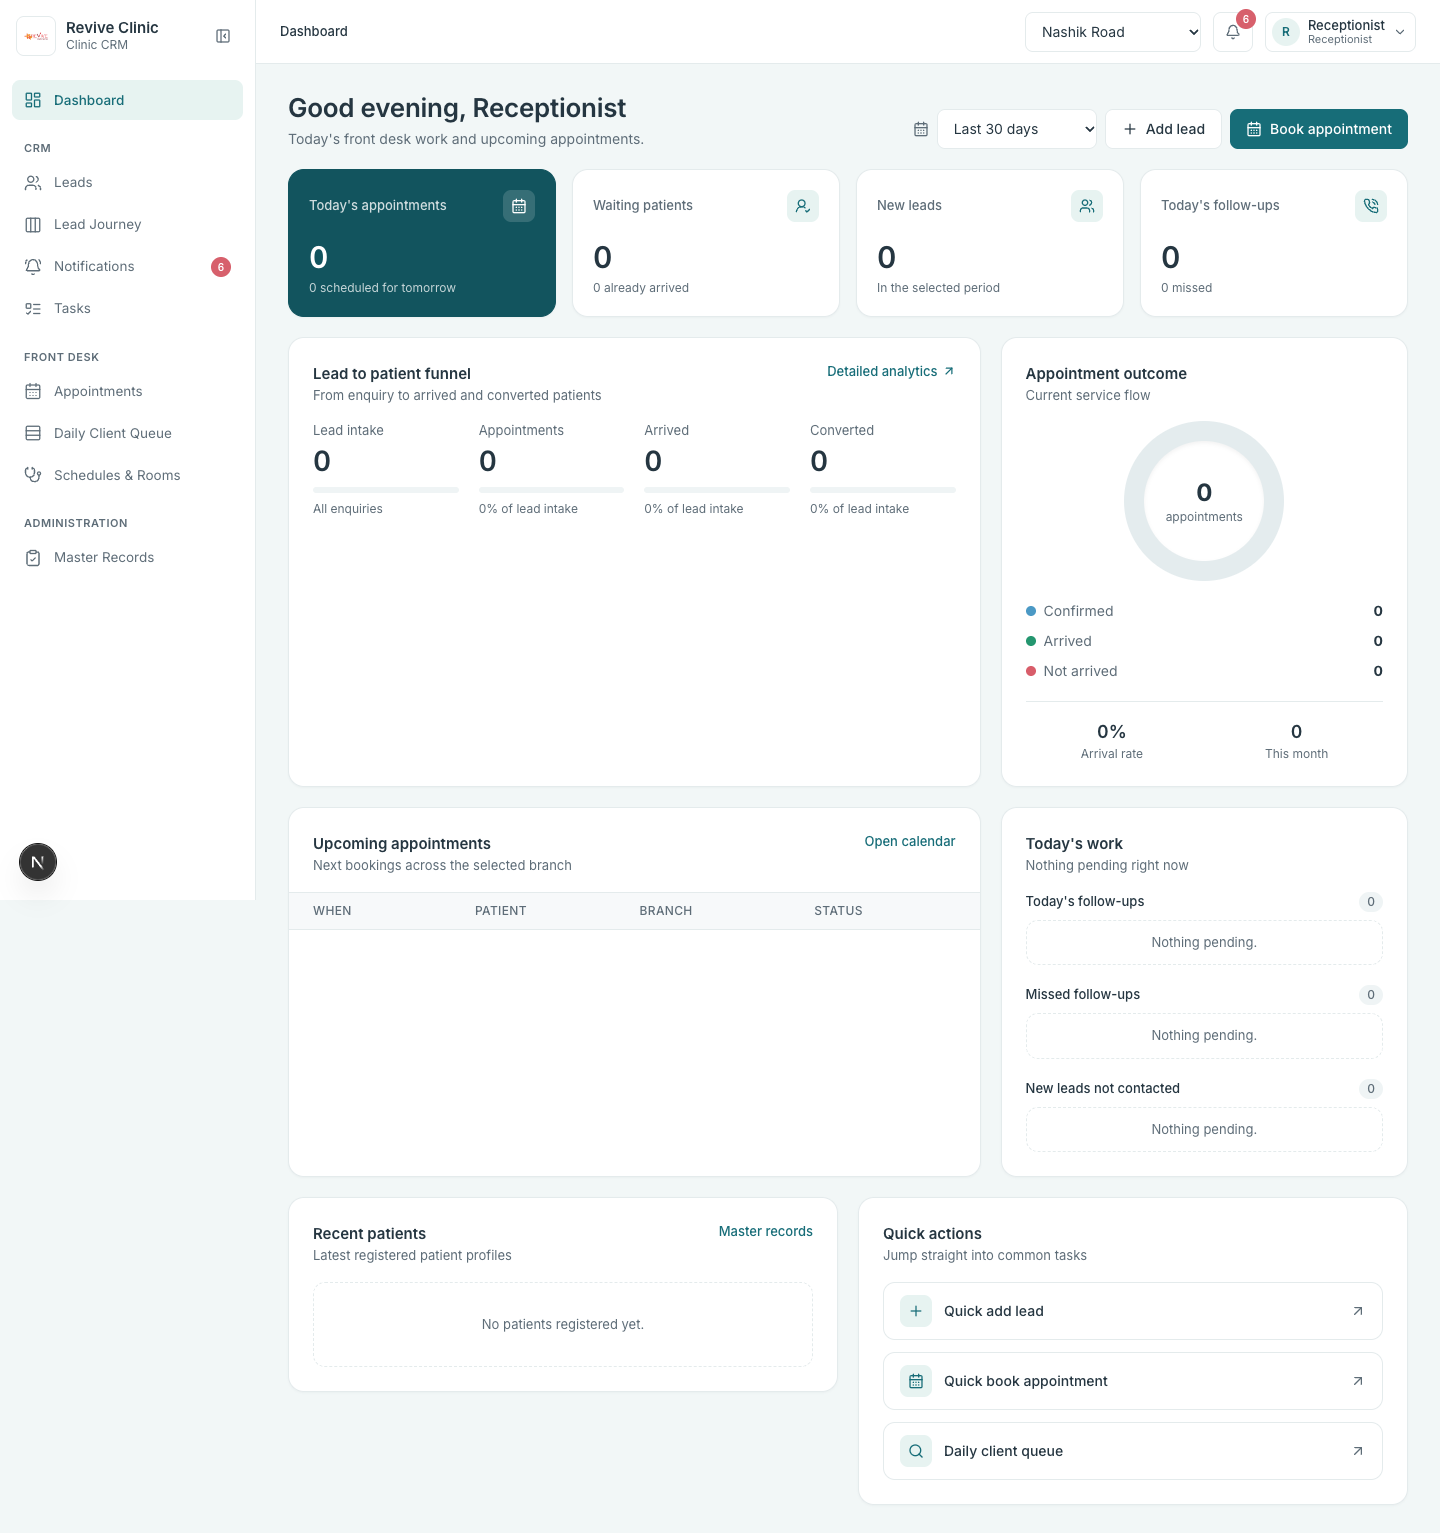 Revive Clinic
Clinic CRM
Dashboard
CRM
Leads
Lead Journey
Notifications 6
Tasks
FRONT DESK
Appointments
Daily Client Queue
Schedules & Rooms
ADMINISTRATION
Master Records
N
Dashboard
Nashik Road
6
R
Receptionist
Receptionist
Good evening, Receptionist
Today's front desk work and upcoming appointments.
Last 30 days
Add lead
Book appointment
Today's appointments
0
0 scheduled for tomorrow
Waiting patients
0
0 already arrived
New leads
0
In the selected period
Today's follow-ups
0
0 missed
Lead to patient funnel
From enquiry to arrived and converted patients
Detailed analytics
Lead intake
0
All enquiries
Appointments
0
0% of lead intake
Arrived
0
0% of lead intake
Converted
0
0% of lead intake
Appointment outcome
Current service flow
0
appointments
Confirmed 0
Arrived 0
Not arrived 0
0%
Arrival rate
0
This month
Upcoming appointments
Next bookings across the selected branch
Open calendar
WHEN PATIENT BRANCH STATUS
Today's work
Nothing pending right now
Today's follow-ups 0
Nothing pending.
Missed follow-ups 0
Nothing pending.
New leads not contacted 0
Nothing pending.
Recent patients
Latest registered patient profiles
Master records
No patients registered yet.
Quick actions
Jump straight into common tasks
Quick add lead
Quick book appointment
Daily client queue